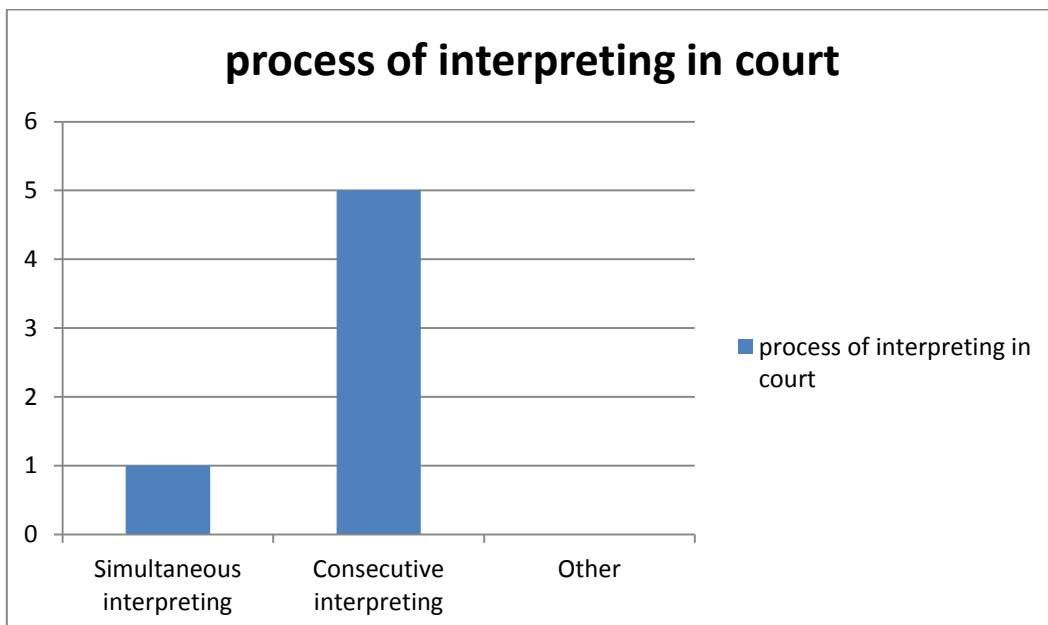 process of interpreting in court
6
5
4
3
2
1
0
Simultaneous
interpreting
Consecutive
interpreting
Other
process of interpreting in
court